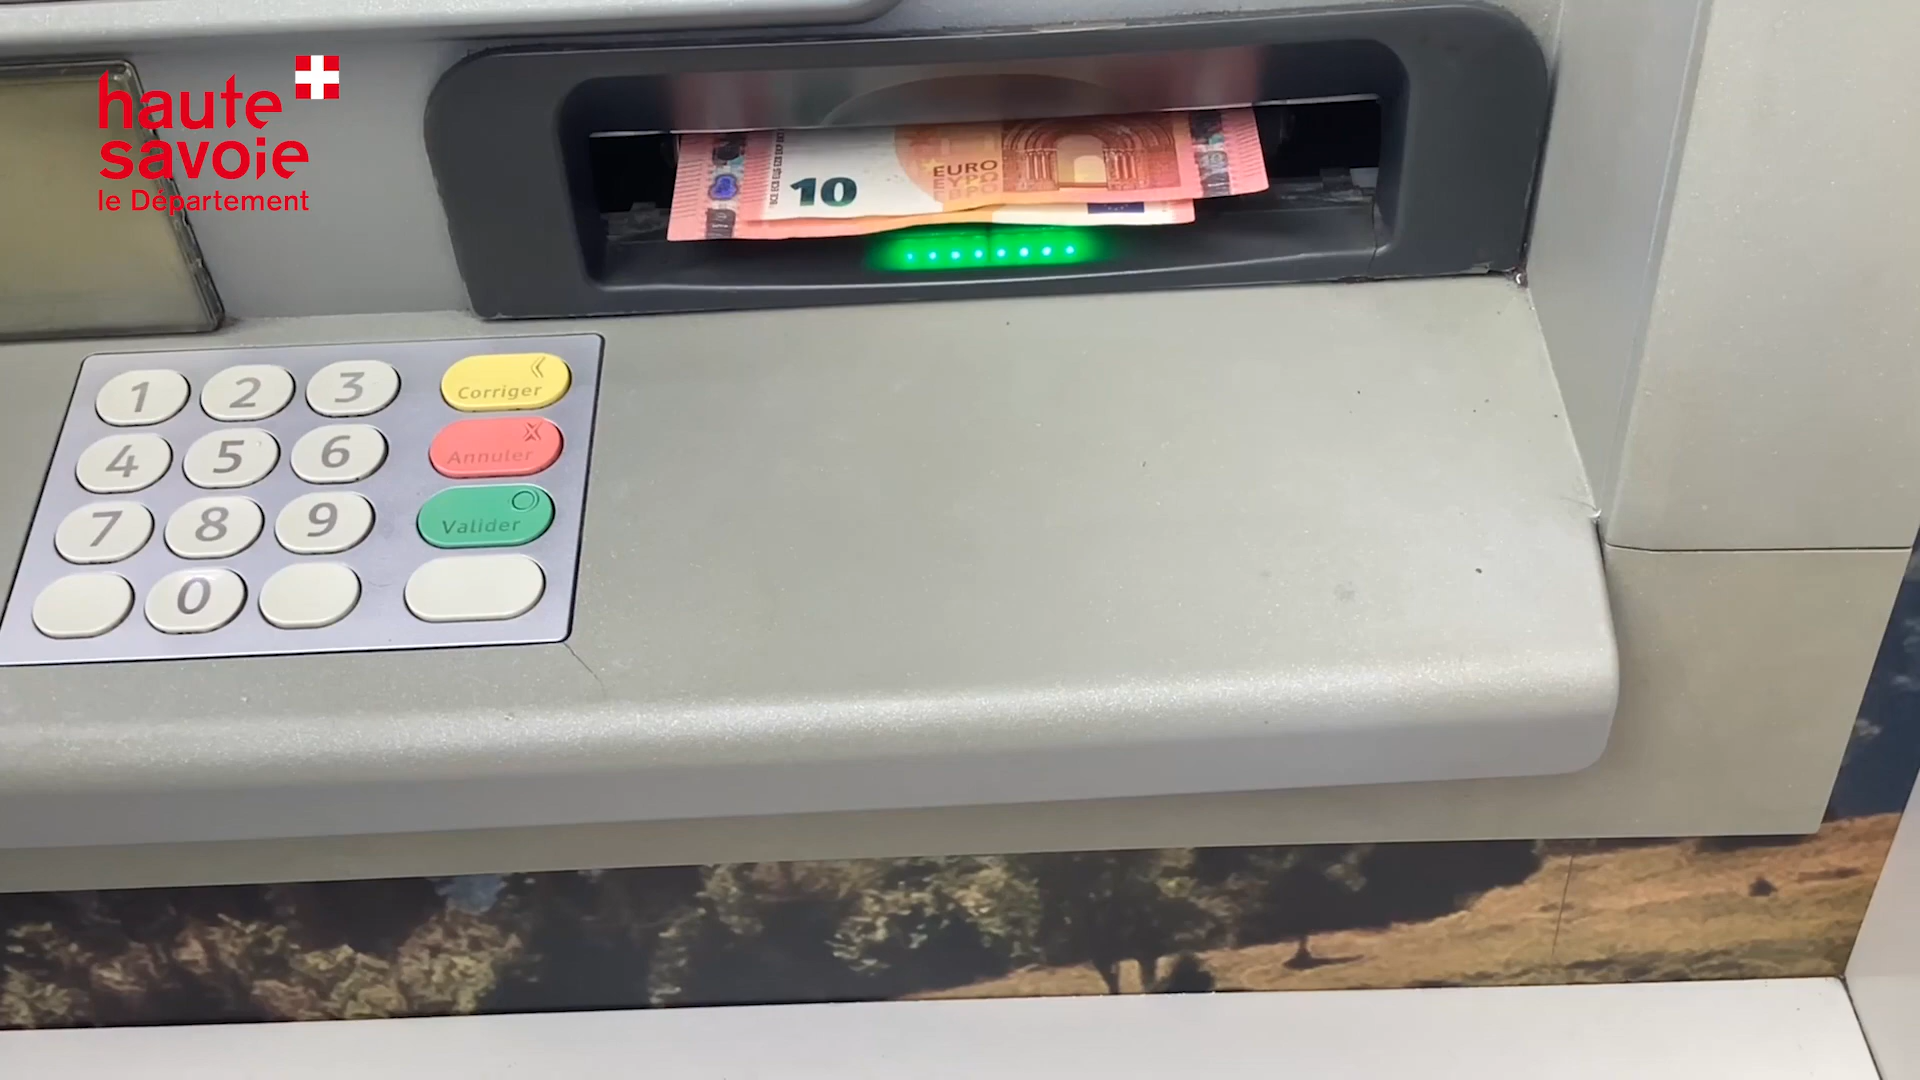 haute
savoie
le Département
10
EURO
ΕΥΡΩ
1 2 3 Corriger
4 5 6 Annuler
7 8 9 Valider
0